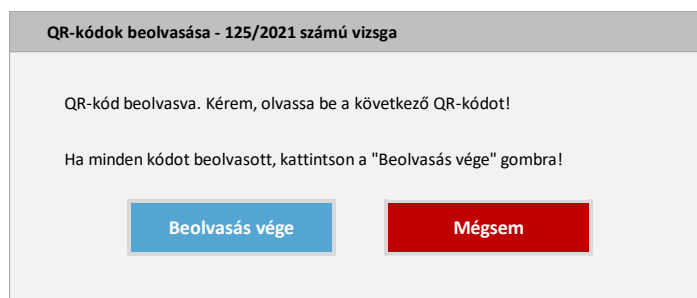 QR-kódok beolvasása - 125/2021 számú vizsga
QR-kód beolvasva. Kérem, olvassa be a következő QR-kódot!
Ha minden kódot beolvasott, kattintson a "Beolvasás vége" gombra!
Beolvasás vége
Mégsem